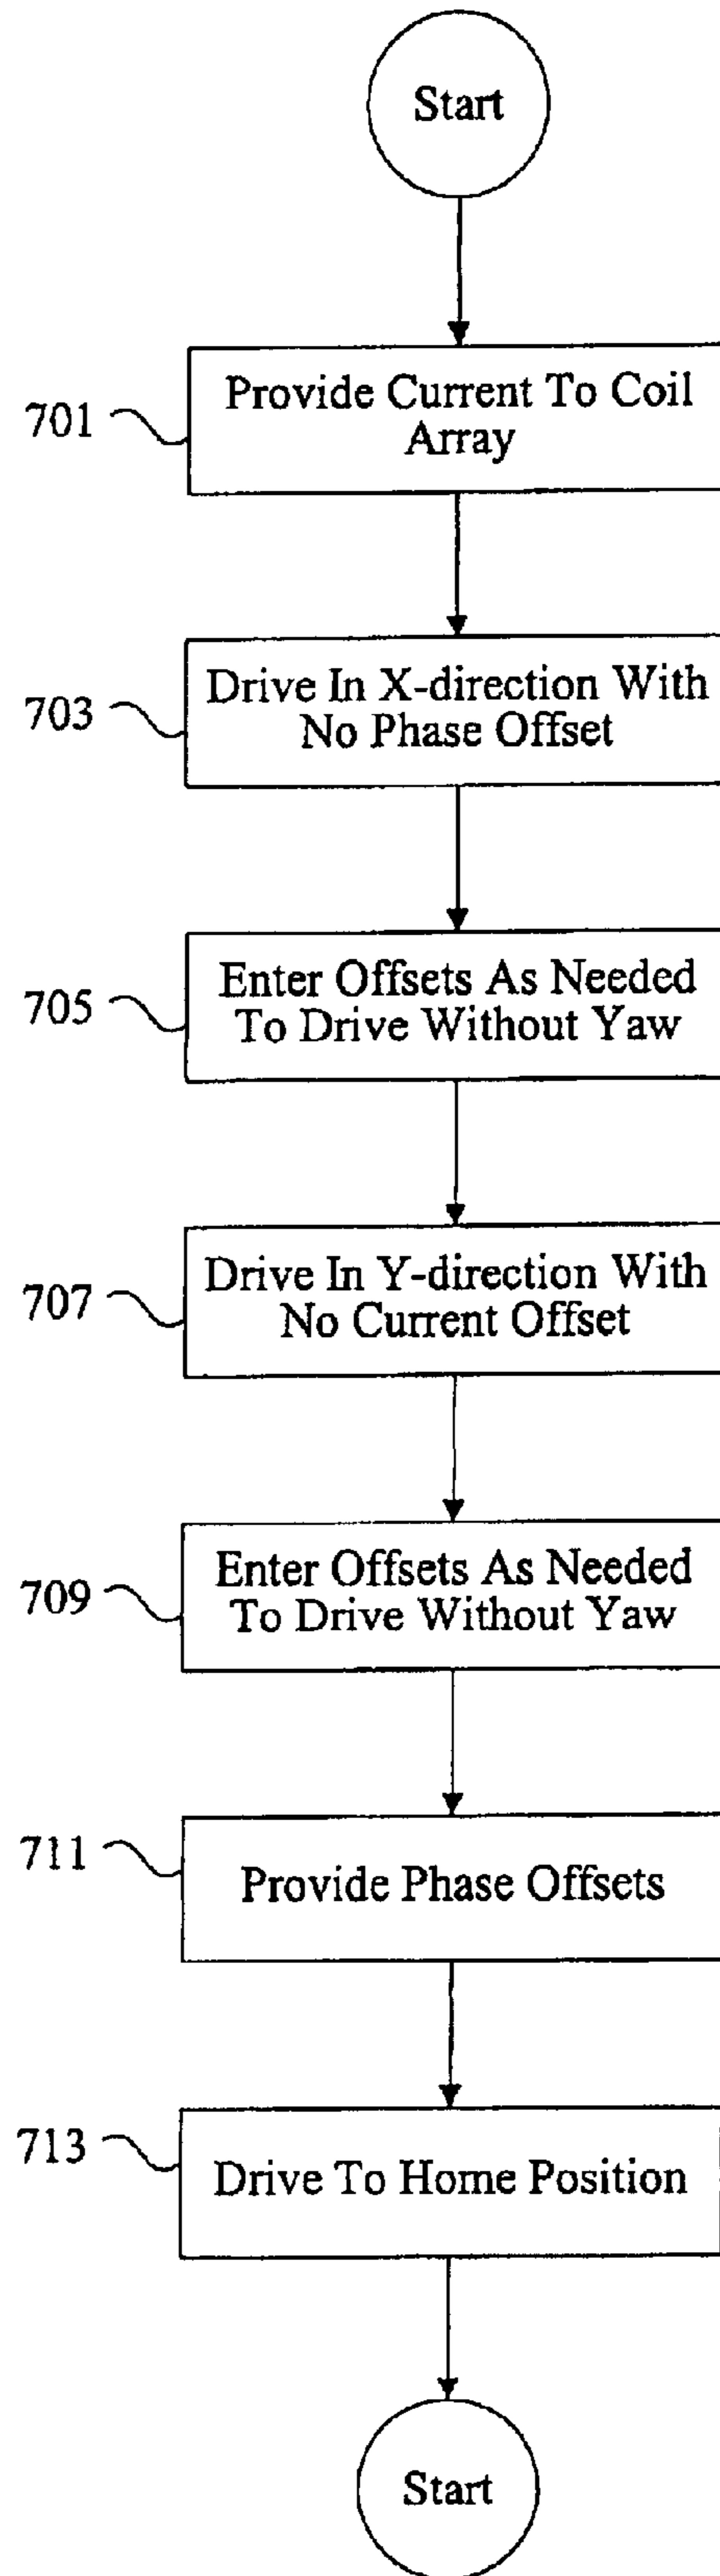 Start
701
Provide Current To Coil
Array
703
Drive In X-direction With
No Phase Offset
705
Enter Offsets As Needed
To Drive Without Yaw
707
Drive In Y-direction With
No Current Offset
709
Enter Offsets As Needed
To Drive Without Yaw
711
Provide Phase Offsets
713
Drive To Home Position
Start